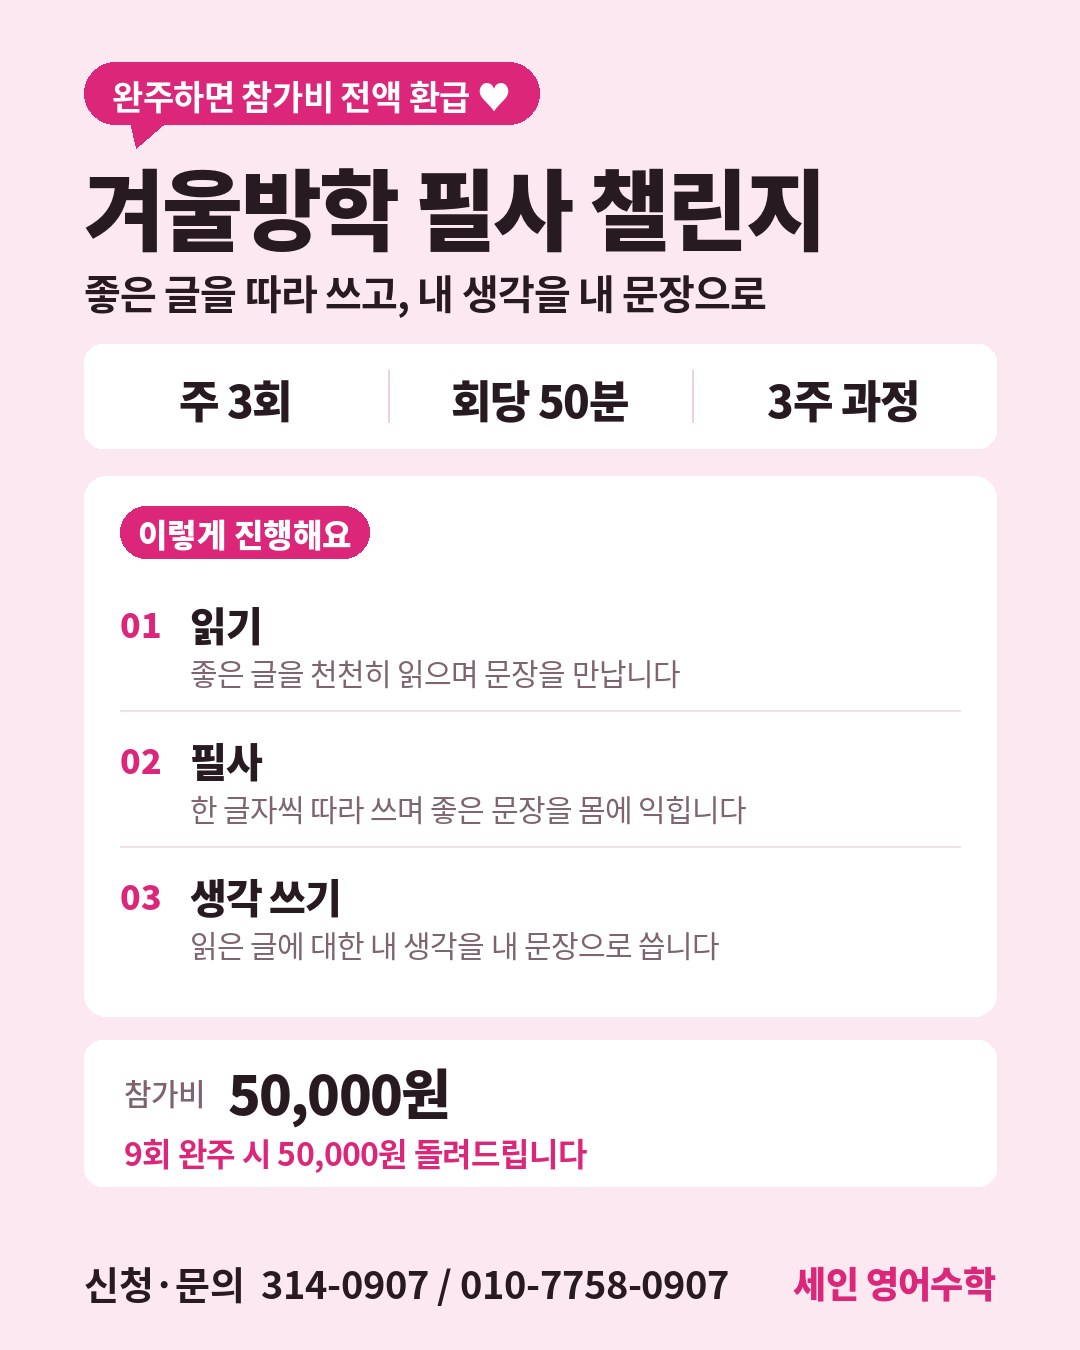 완주하면 참가비 전액 환급 ♥
겨울방학 필사 챌린지
좋은 글을 따라 쓰고, 내 생각을 내 문장으로
주 3회 회당 50분 3주 과정
이렇게 진행해요
01 읽기
좋은 글을 천천히 읽으며 문장을 만납니다
02 필사
한 글자씩 따라 쓰며 좋은 문장을 몸에 익힙니다
03 생각 쓰기
읽은 글에 대한 내 생각을 내 문장으로 씁니다
참가비 50,000원
9회 완주 시 50,000원 돌려드립니다
신청·문의 314-0907 / 010-7758-0907 세인 영어수학